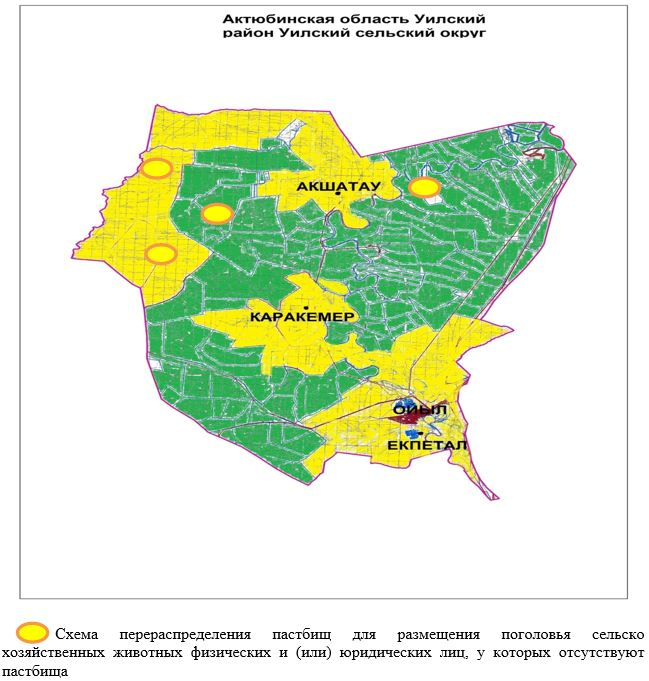 Актюбинская область Уилский
район Уилский сельский округ
АКШАТАУ
КАРАКЕМЕР
ОЙЫЛ
ЕКПЕТАЛ
Схема перераспределения пастбищ для размещения поголовья сельско
хозяйственных животных физических и (или) юридических лиц, у которых отсутствуют
пастбища